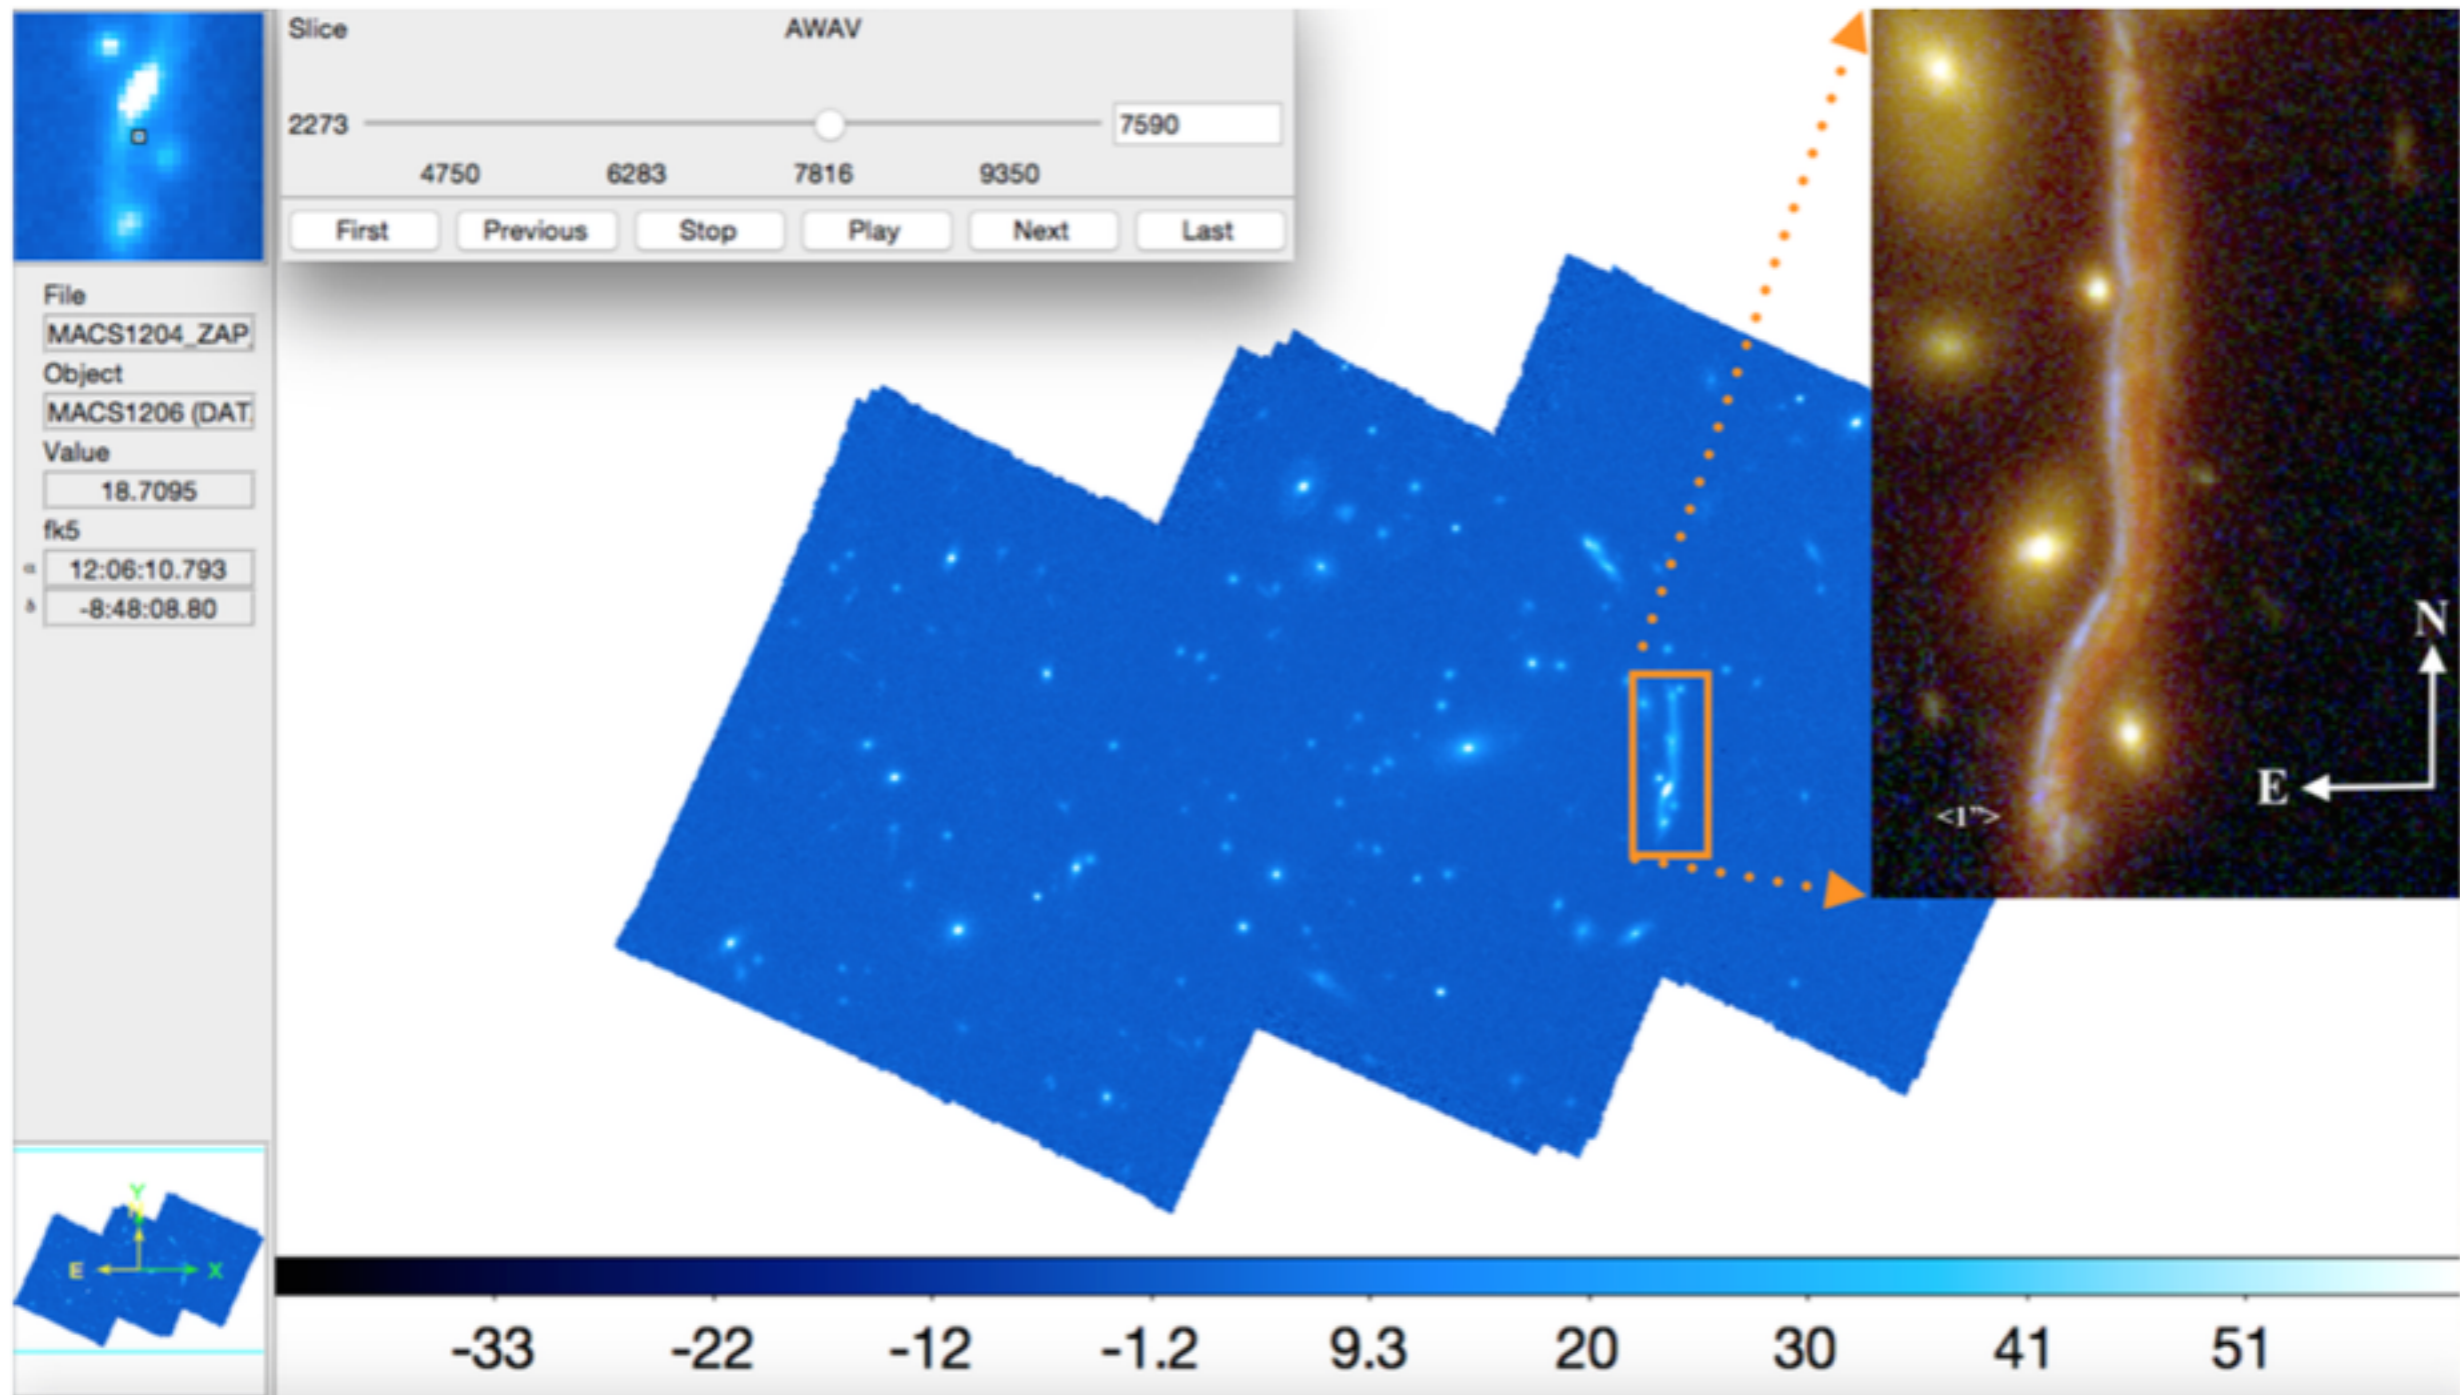 Slice AWAV
2273 7590
4750 6283 7816 9350
First Previous Stop Play Next Last
File
MACS1204_ZAP
Object
MACS1206 (DAT
Value
18.7095
fk5
α 12:06:10.793
δ -8:48:08.80
N
E
<1">
Y
N
E X
-33 -22 -12 -1.2 9.3 20 30 41 51